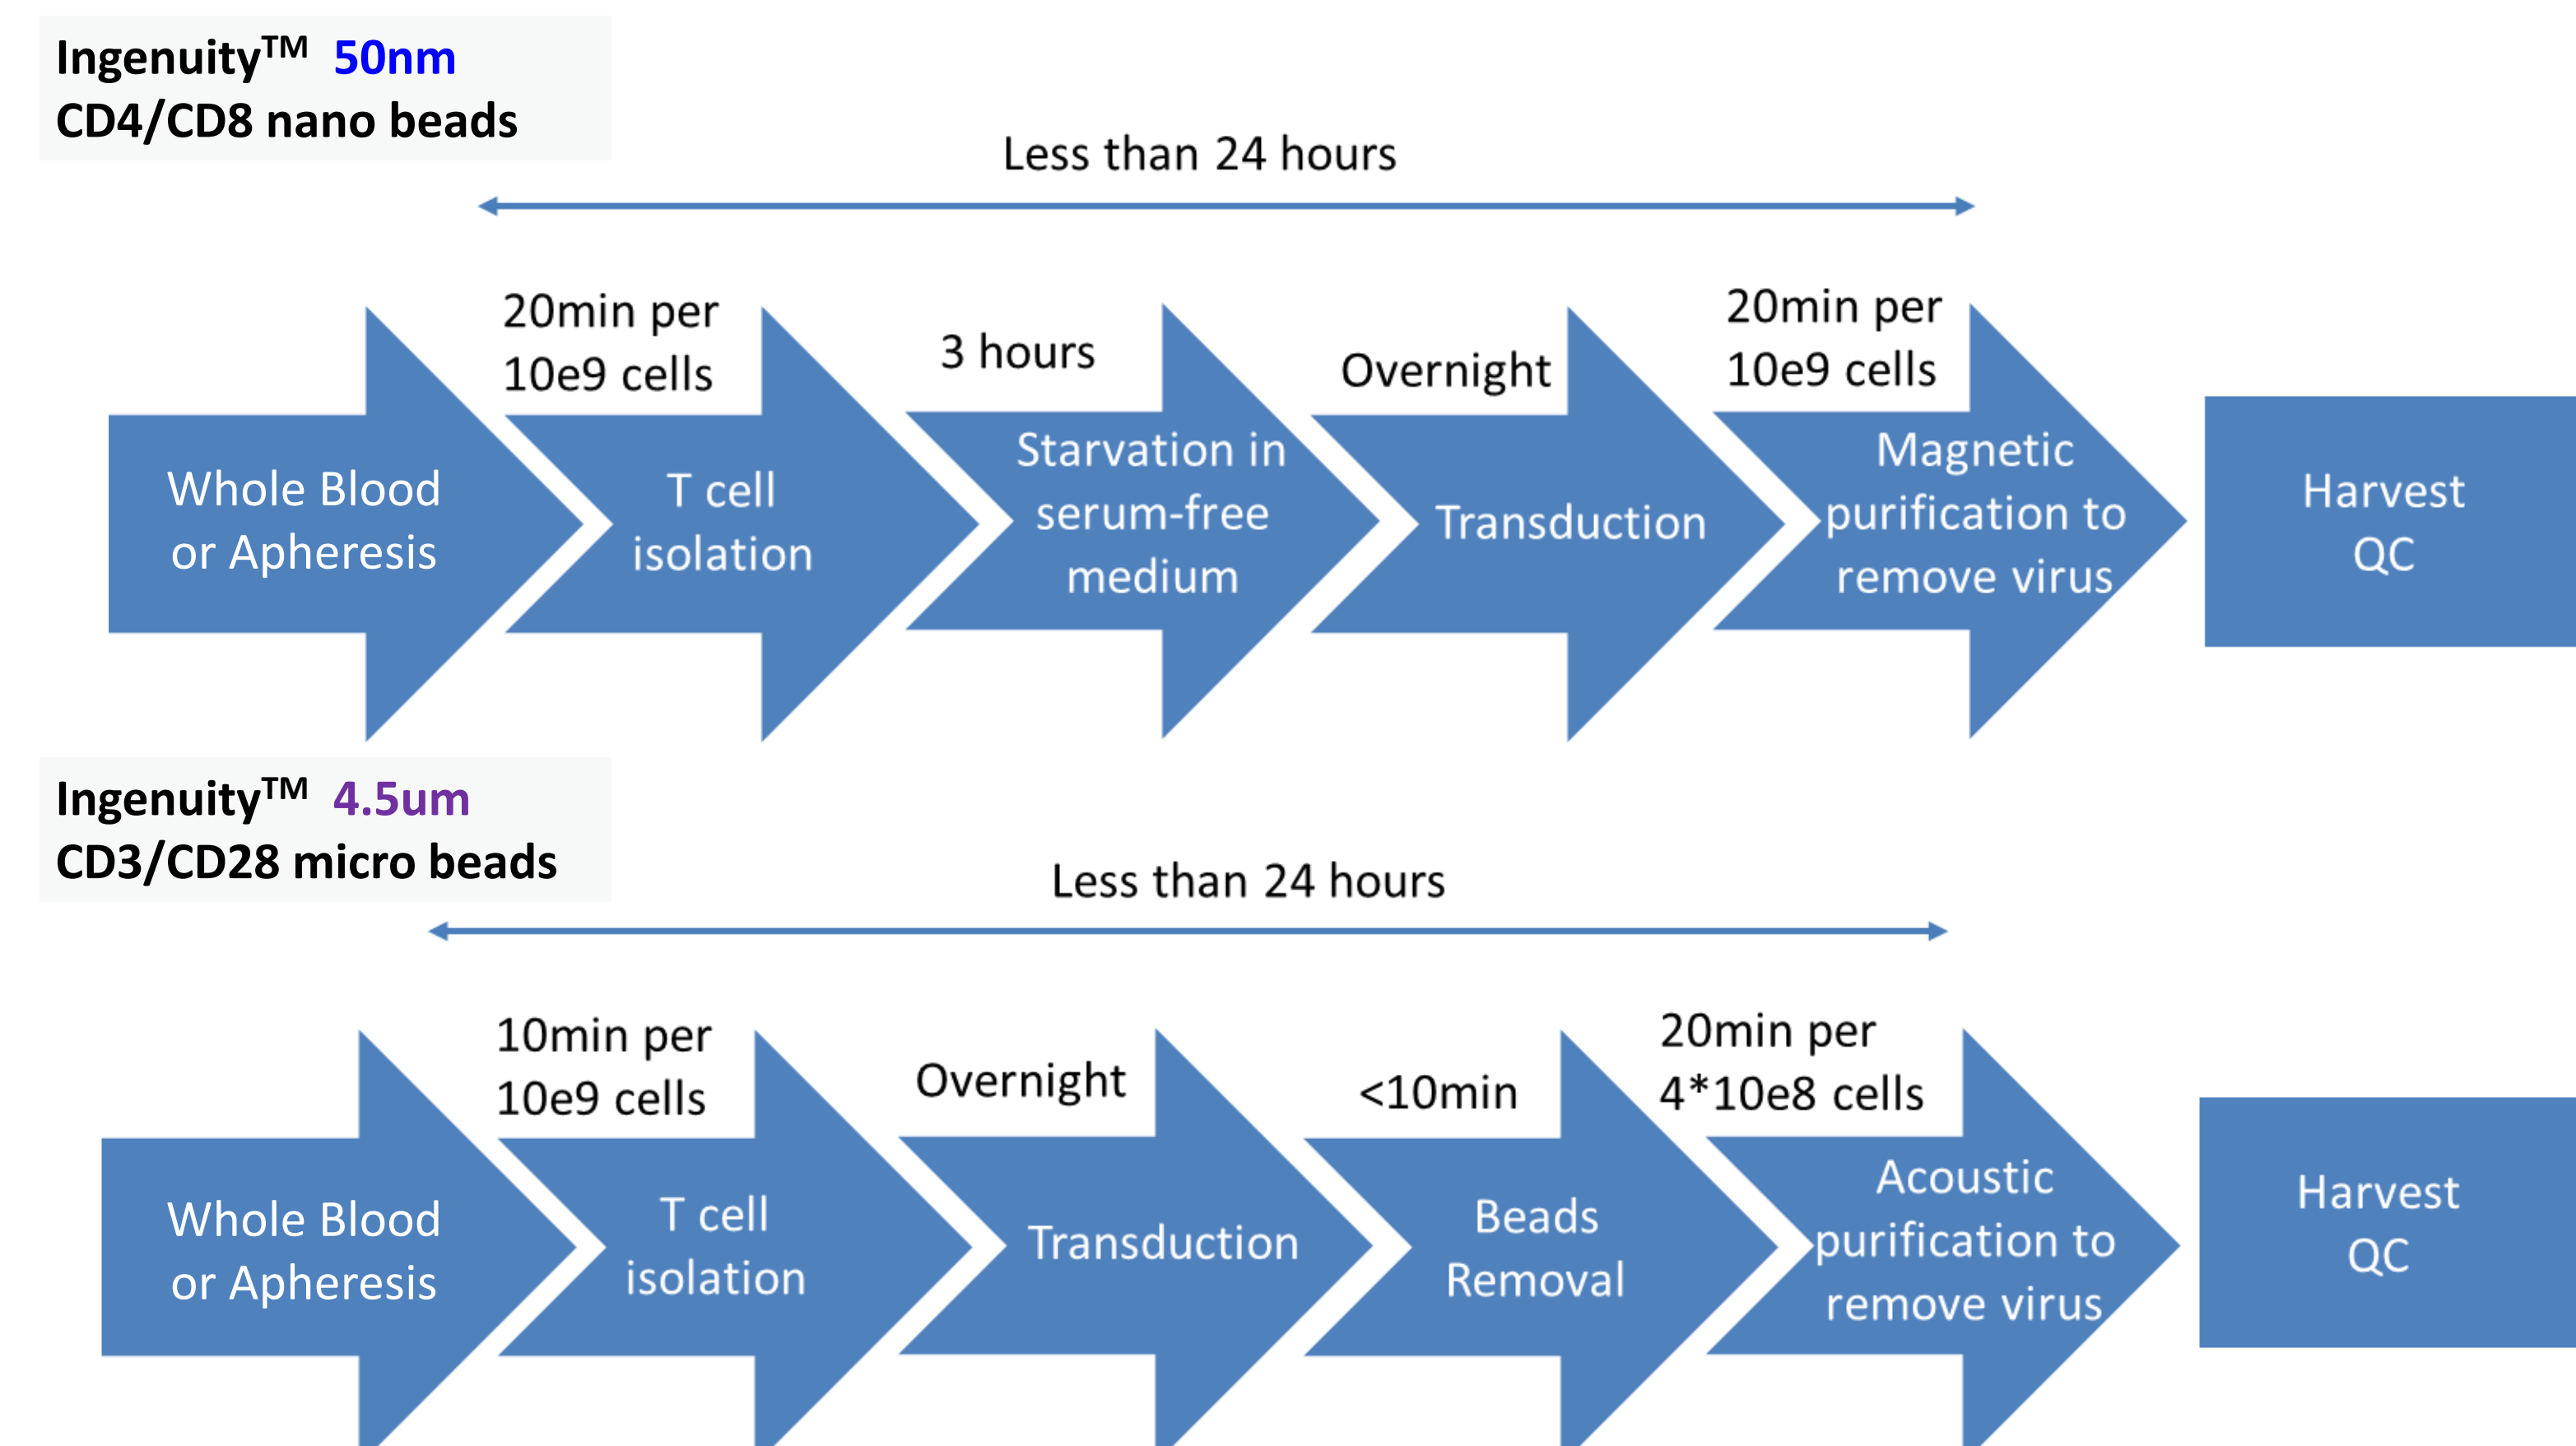 Ingenuity™ 50nm
CD4/CD8 nano beads
Less than 24 hours
20min per
10e9 cells
3 hours
Overnight
20min per
10e9 cells
Whole Blood
or Apheresis
T cell
isolation
Starvation in
serum-free
medium
Transduction
Magnetic
purification to
remove virus
Harvest
QC
Ingenuity™ 4.5um
CD3/CD28 micro beads
Less than 24 hours
10min per
10e9 cells
Overnight
<10min
20min per
4*10e8 cells
Whole Blood
or Apheresis
T cell
isolation
Transduction
Beads
Removal
Acoustic
purification to
remove virus
Harvest
QC